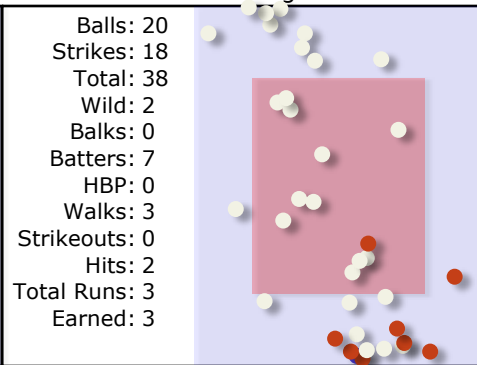 Balls: 20
Strikes: 18
Total: 38
Wild: 2
Balks: 0
Batters: 7
HBP: 0
Walks: 3
Strikeouts: 0
Hits: 2
Total Runs: 3
Earned: 3